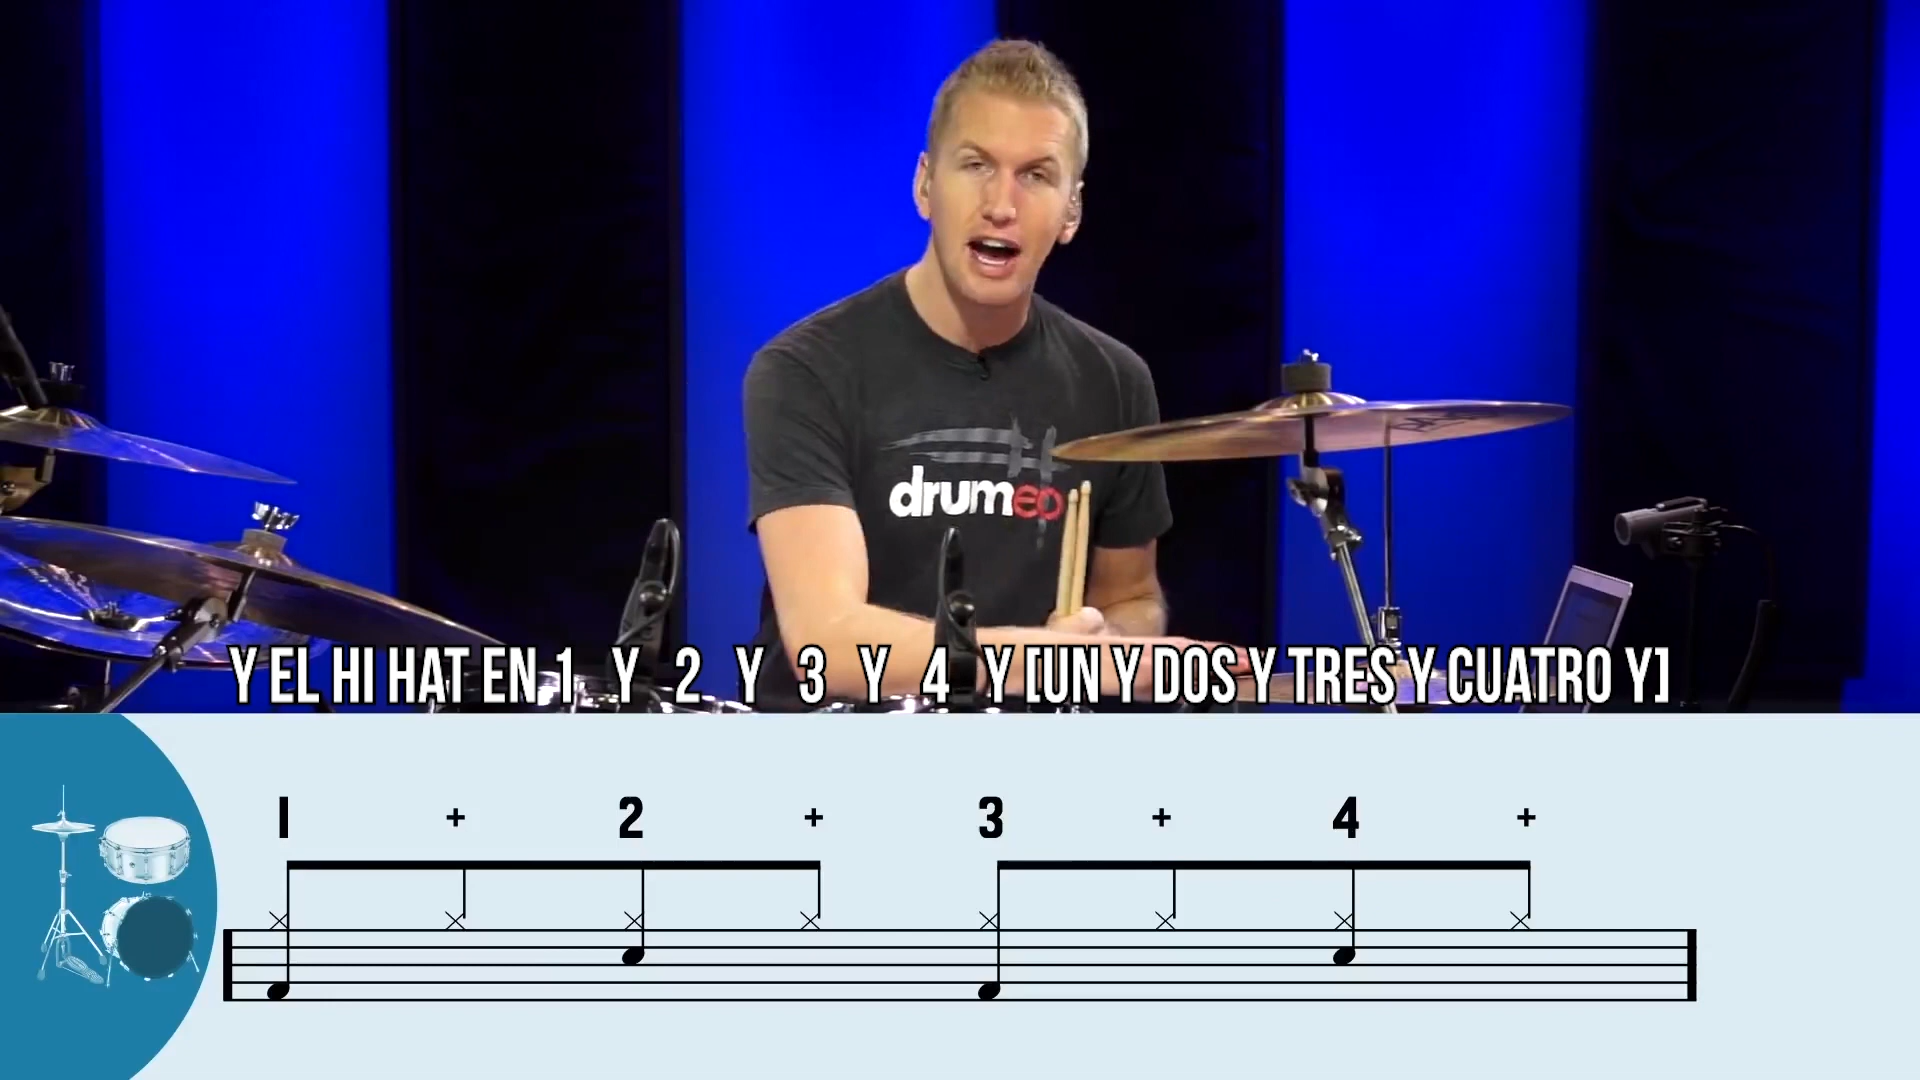 drumeo
Y EL HI HAT EN 1 Y 2 Y 3 Y 4 Y [UN Y DOS Y TRES Y CUATRO Y]
1 + 2 + 3 + 4 +